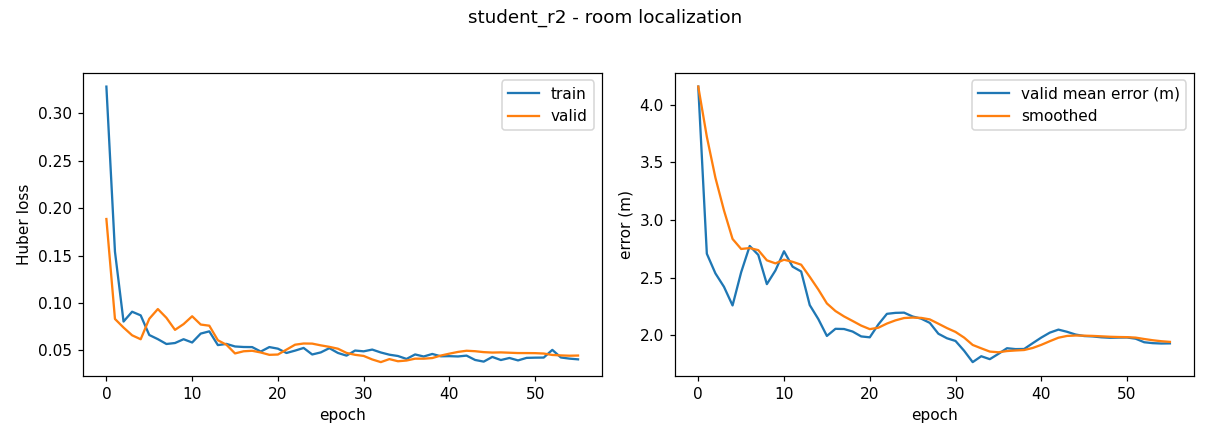 student_r2 - room localization
Huber loss
0.30
0.25
0.20
0.15
0.10
0.05
0 10 20 30 40 50
epoch
train
valid
error (m)
4.0
3.5
3.0
2.5
2.0
0 10 20 30 40 50
epoch
valid mean error (m)
smoothed